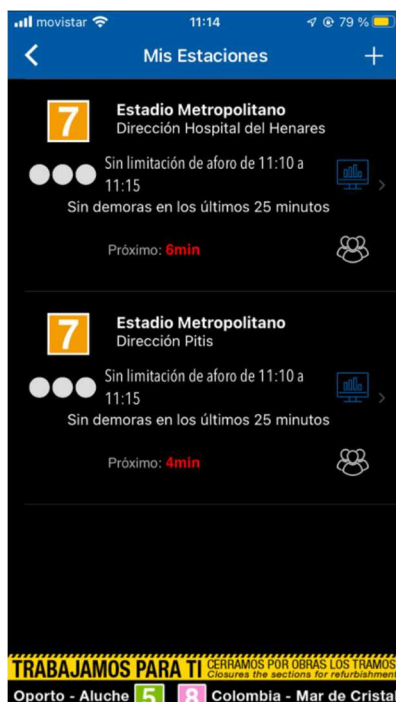 movistar 11:14 79 %
Mis Estaciones +
7 Estadio Metropolitano
Dirección Hospital del Henares
Sin limitación de aforo de 11:10 a
11:15
Sin demoras en los últimos 25 minutos
Próximo: 6min
7 Estadio Metropolitano
Dirección Pitis
Sin limitación de aforo de 11:10 a
11:15
Sin demoras en los últimos 25 minutos
Próximo: 4min
TRABAJAMOS PARA TI CERRAMOS POR OBRAS LOS TRAMOS
Closures the sections for refurbishment
Oporto - Aluche 5 8 Colombia - Mar de Cristal